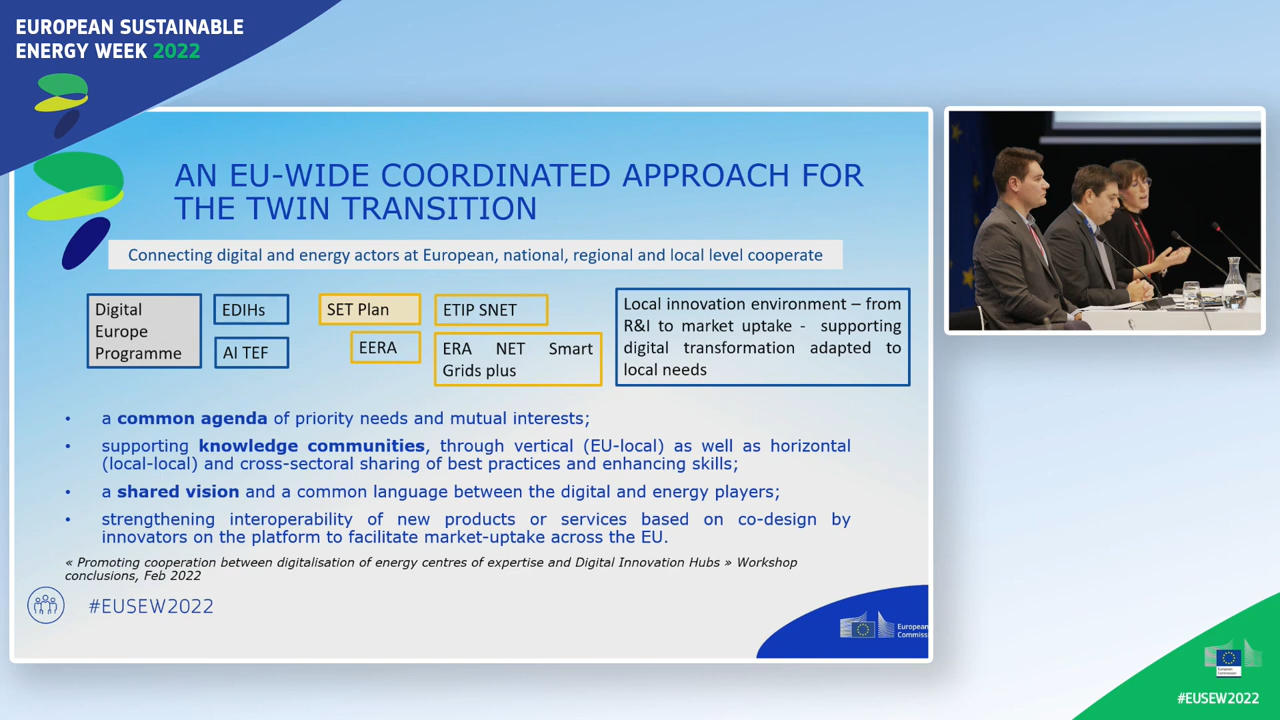 EUROPEAN SUSTAINABLE
ENERGY WEEK 2022
AN EU-WIDE COORDINATED APPROACH FOR
THE TWIN TRANSITION
Connecting digital and energy actors at European, national, regional and local level cooperate
Digital
Europe
Programme
EDIHs
AI TEF
SET Plan
EERA
ETIP SNET
ERA NET Smart
Grids plus
Local innovation environment – from
R&I to market uptake - supporting
digital transformation adapted to
local needs
• a common agenda of priority needs and mutual interests;
• supporting knowledge communities, through vertical (EU-local) as well as horizontal
(local-local) and cross-sectoral sharing of best practices and enhancing skills;
• a shared vision and a common language between the digital and energy players;
• strengthening interoperability of new products or services based on co-design by
innovators on the platform to facilitate market-uptake across the EU.
« Promoting cooperation between digitalisation of energy centres of expertise and Digital Innovation Hubs » Workshop
conclusions, Feb 2022
#EUSEW2022
European
Commiss
European
Commission
#EUSEW2022